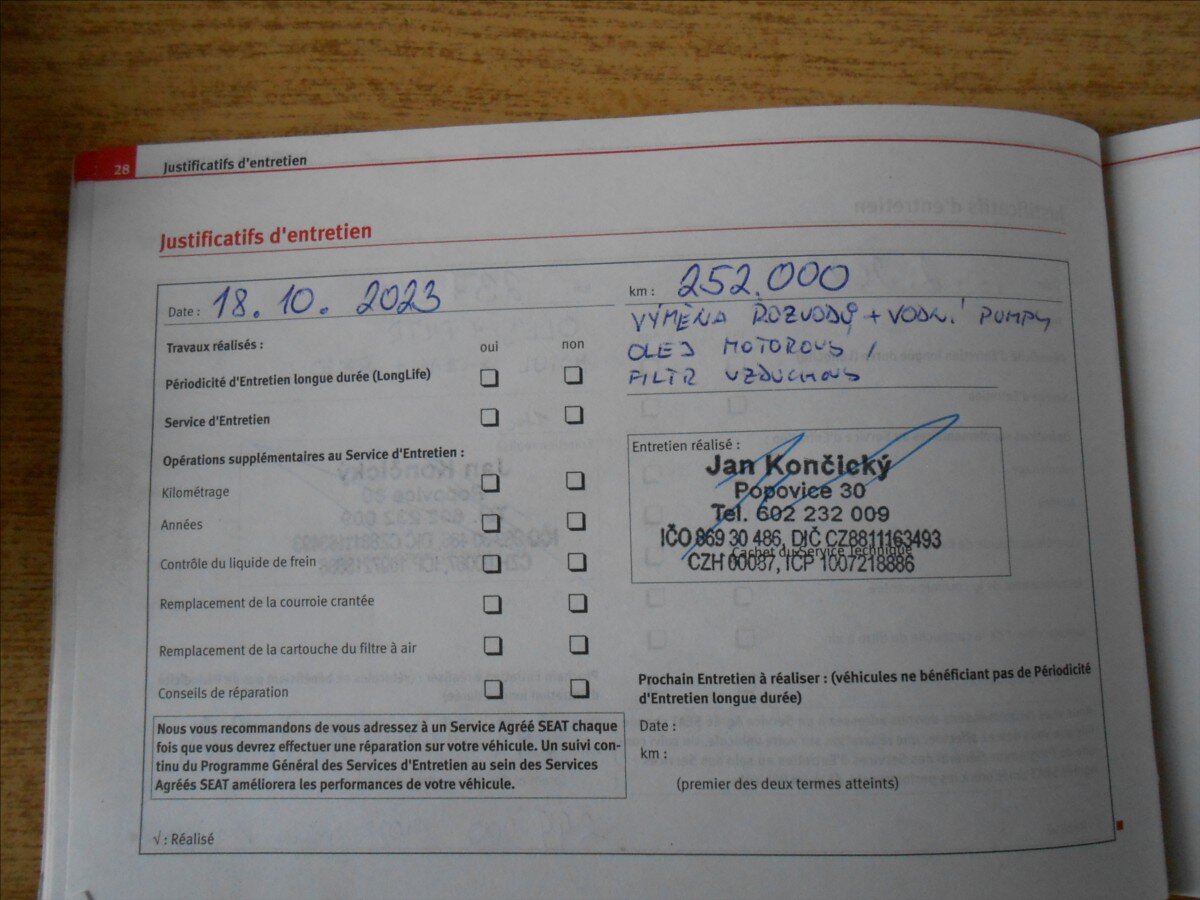 28 Justificatifs d'entretien
Justificatifs d'entretien
Date : 18. 10. 2023
km : 252.000
VÝMĚNA ROZVODŮ + VODNÍ PUMPY
OLEJ MOTOROVÝ /
FILTR VZDUCHOVÝ
Travaux réalisés : oui non
Périodicité d'Entretien longue durée (LongLife)
Service d'Entretien
Opérations supplémentaires au Service d'Entretien :
Kilométrage
Années
Contrôle du liquide de frein
Remplacement de la courroie crantée
Remplacement de la cartouche du filtre à air
Conseils de réparation
Nous vous recommandons de vous adressez à un Service Agréé SEAT chaque
fois que vous devrez effectuer une réparation sur votre véhicule. Un suivi con-
tinu du Programme Général des Services d'Entretien au sein des Services
Agréés SEAT améliorera les performances de votre véhicule.
√ : Réalisé
Entretien réalisé :
Jan Končický
Popovice 30
Tel. 602 232 009
IČO 869 30 486, DIČ CZ8811163493
Cachet du Service Technique
CZH 00087, ICP 1007218886
Prochain Entretien à réaliser : (véhicules ne bénéficiant pas de Périodicité
d'Entretien longue durée)
Date :
km :
(premier des deux termes atteints)